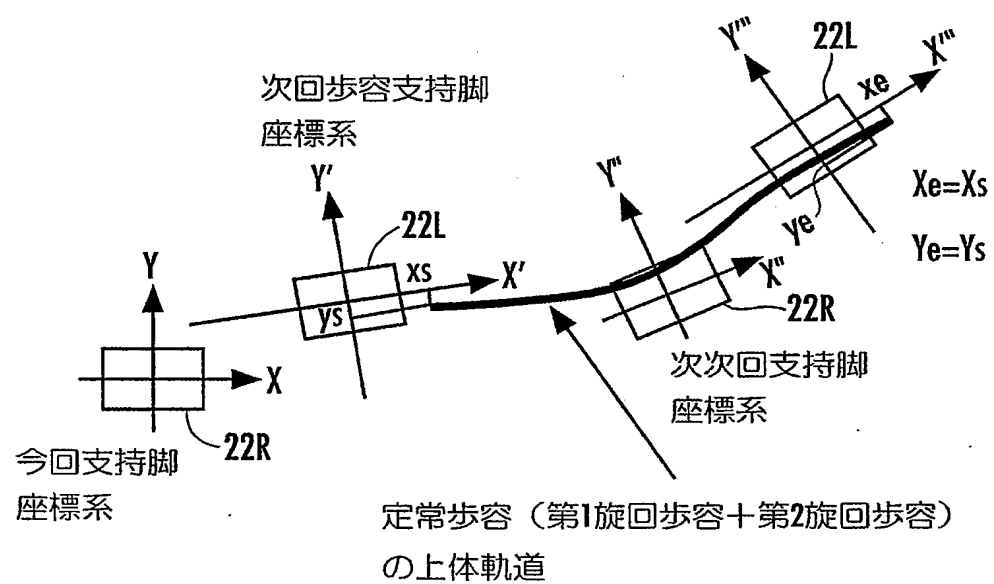 Y'''
22L
X'''
xe
次回歩容支持脚
座標系
Y'
22L
Y''
Xe=Xs
ye
Ye=Ys
xs
X'
X''
Y
ys
22R
X
次次回支持脚
座標系
22R
今回支持脚
座標系
定常歩容（第1旋回歩容＋第2旋回歩容）
の上体軌道